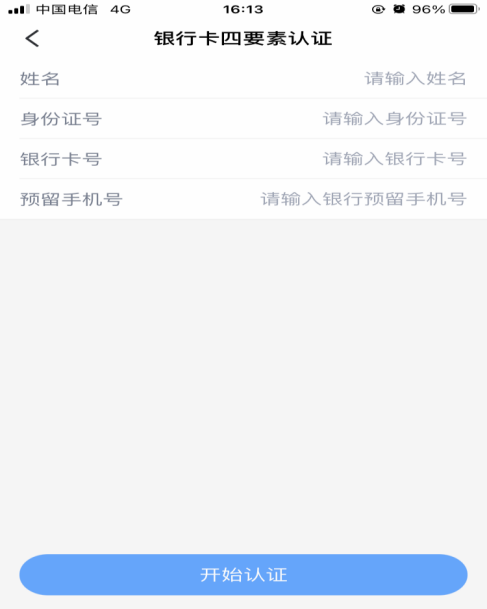 中国电信 4G 16:13 96%
银行卡四要素认证
姓名 请输入姓名
身份证号 请输入身份证号
银行卡号 请输入银行卡号
预留手机号 请输入银行预留手机号
开始认证